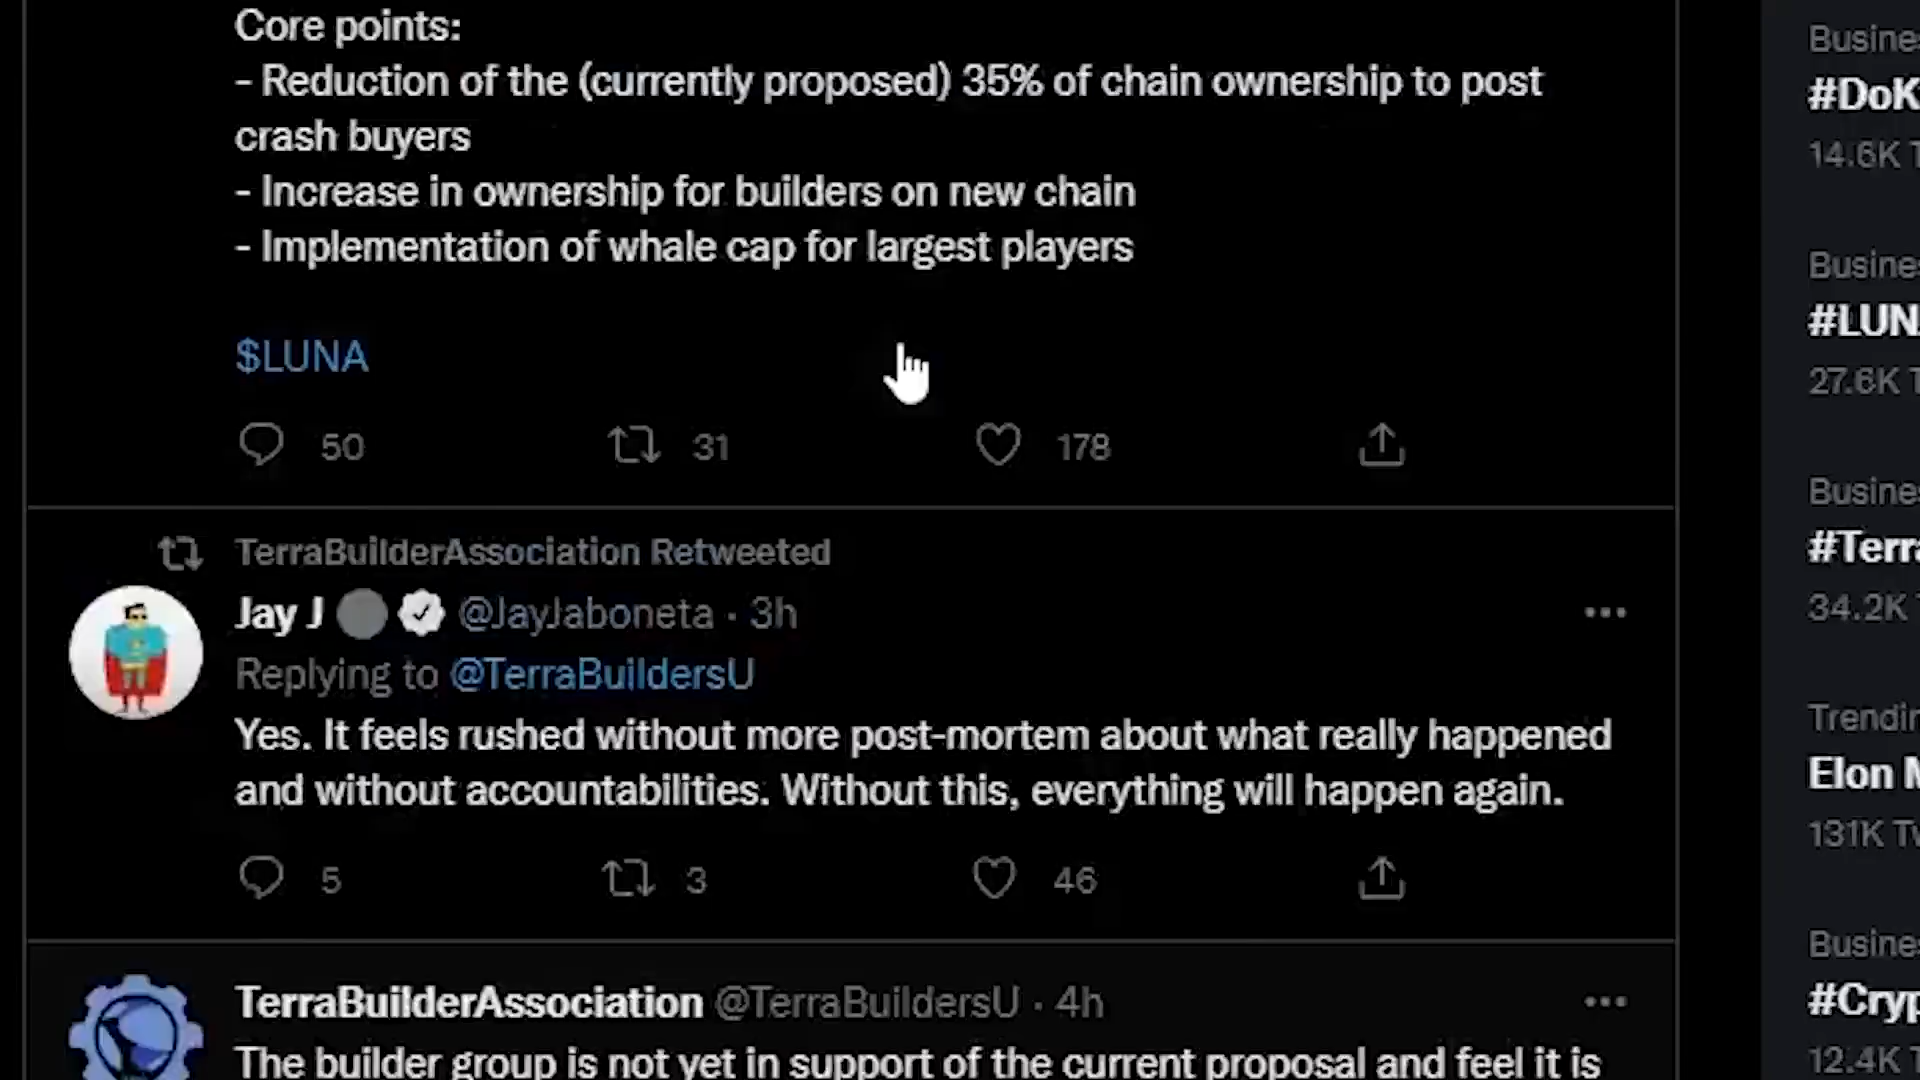 Core points:
- Reduction of the (currently proposed) 35% of chain ownership to post
crash buyers
- Increase in ownership for builders on new chain
- Implementation of whale cap for largest players
$LUNA
50 31 178
TerraBuilderAssociation Retweeted
Jay J @JayJaboneta · 3h
Replying to @TerraBuildersU
Yes. It feels rushed without more post-mortem about what really happened
and without accountabilities. Without this, everything will happen again.
5 3 46
TerraBuilderAssociation @TerraBuildersU · 4h
The builder group is not yet in support of the current proposal and feel it is
Busines
#DoK
14.6K T
Busines
#LUN
27.6K T
Busines
#Terra
34.2K T
Trendin
Elon M
131K Tw
Busines
#Cryp
12.4K T